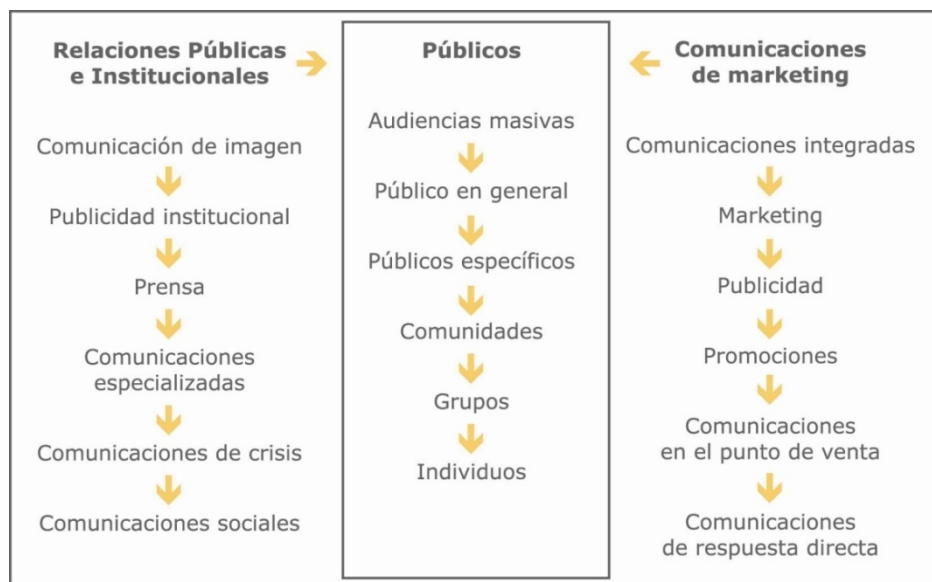 Relaciones Públicas
e Institucionales
Comunicación de imagen
Publicidad institucional
Prensa
Comunicaciones
especializadas
Comunicaciones de crisis
Comunicaciones sociales
Públicos
Audiencias masivas
Público en general
Públicos específicos
Comunidades
Grupos
Individuos
Comunicaciones
de marketing
Comunicaciones integradas
Marketing
Publicidad
Promociones
Comunicaciones
en el punto de venta
Comunicaciones
de respuesta directa